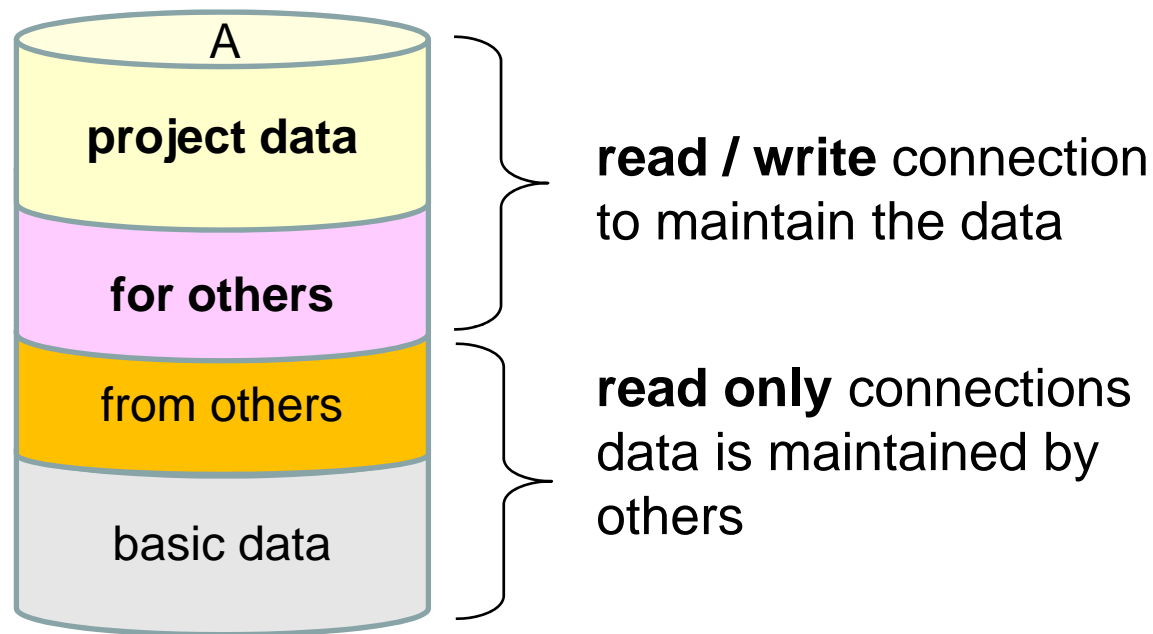 A
project data
for others
from others
basic data
read / write connection
to maintain the data
read only connections
data is maintained by
others